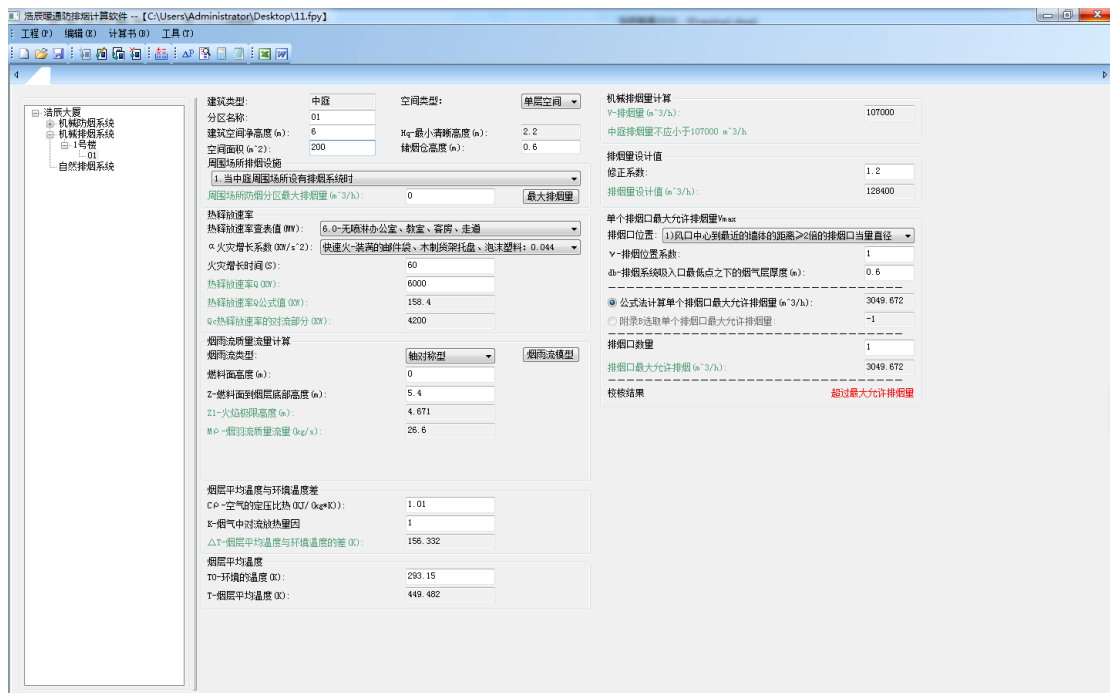 浩辰暖通防排烟计算软件 --【C:\Users\Administrator\Desktop\11.fpy】
工程(P) 编辑(E) 计算书(B) 工具(T)
浩辰大厦
机械防烟系统
机械排烟系统
1号楼
01
自然排烟系统
建筑类型: 中庭 空间类型: 单层空间
分区名称: 01
建筑空间净高度(m): 6 Hq-最小清晰高度(m): 2.2
空间面积(m^2): 200 储烟仓高度(m): 0.6
周围场所排烟设施
1.当中庭周围场所设有排烟系统时
周围场所防烟分区最大排烟量(m^3/h): 0 最大排烟量
热释放速率
热释放速率查表值(MW): 6.0-无喷淋办公室、教室、客房、走道
α火灾增长系数(KW/s^2): 快速火-装满的邮件袋、木制货架托盘、泡沫塑料: 0.044
火灾增长时间(S): 60
热释放速率Q(KW): 6000
热释放速率Q公式值(KW): 158.4
Qc热释放速率的对流部分(KW): 4200
烟雨流质量流量计算
烟雨流类型: 轴对称型 烟雨流模型
燃料面高度(m): 0
Z-燃料面到烟层底部高度(m): 5.4
Z1-火焰极限高度(m): 4.671
Mρ-烟羽流质量流量(kg/s): 26.6
烟层平均温度与环境温度差
Cρ-空气的定压比热(KJ/(kg*K)): 1.01
K-烟气中对流放热量因 1
△T-烟层平均温度与环境温度的差(K): 156.332
烟层平均温度
T0-环境的温度(K): 293.15
T-烟层平均温度(K): 449.482
机械排烟量计算
V-排烟量(m^3/h): 107000
中庭排烟量不应小于107000 m^3/h
排烟量设计值
修正系数: 1.2
排烟量设计值(m^3/h): 128400
单个排烟口最大允许排烟量Vmax
排烟口位置: 1)风口中心到最近的墙体的距离≥2倍的排烟口当量直径
γ-排烟位置系数: 1
db-排烟系统吸入口最低点之下的烟气层厚度(m): 0.6
公式法计算单个排烟口最大允许排烟量(m^3/h): 3049.672
附录B选取单个排烟口最大允许排烟量: -1
排烟口数量 1
排烟口最大允许排烟(m^3/h): 3049.672
校核结果 超过最大允许排烟量